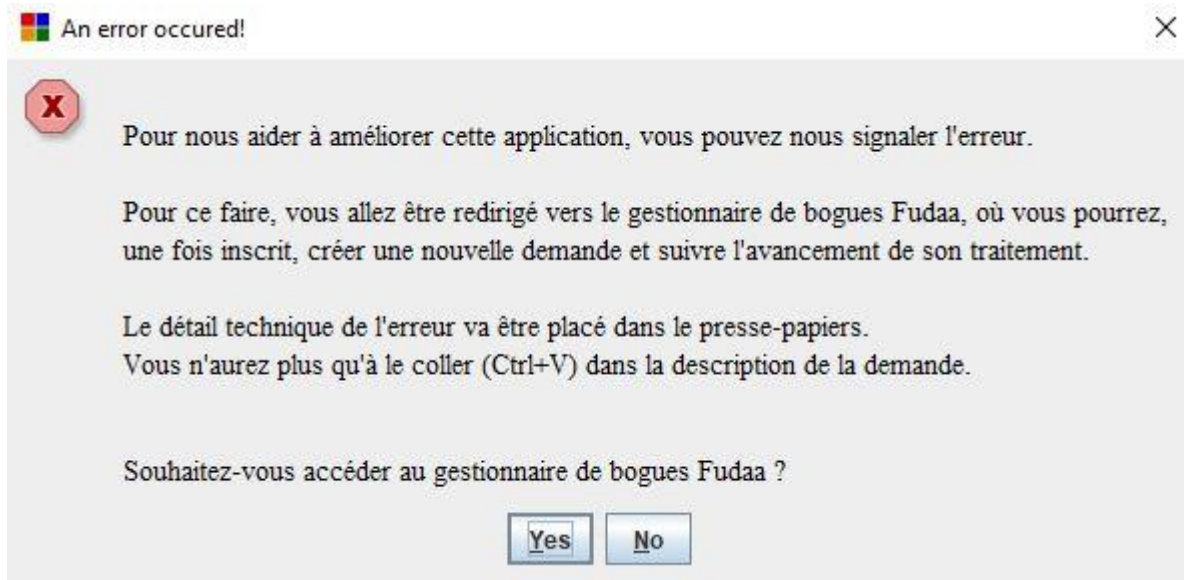 An error occured!
Pour nous aider à améliorer cette application, vous pouvez nous signaler l'erreur.
Pour ce faire, vous allez être redirigé vers le gestionnaire de bogues Fudaa, où vous pourrez,
une fois inscrit, créer une nouvelle demande et suivre l'avancement de son traitement.
Le détail technique de l'erreur va être placé dans le presse-papiers.
Vous n'aurez plus qu'à le coller (Ctrl+V) dans la description de la demande.
Souhaitez-vous accéder au gestionnaire de bogues Fudaa ?
Yes No